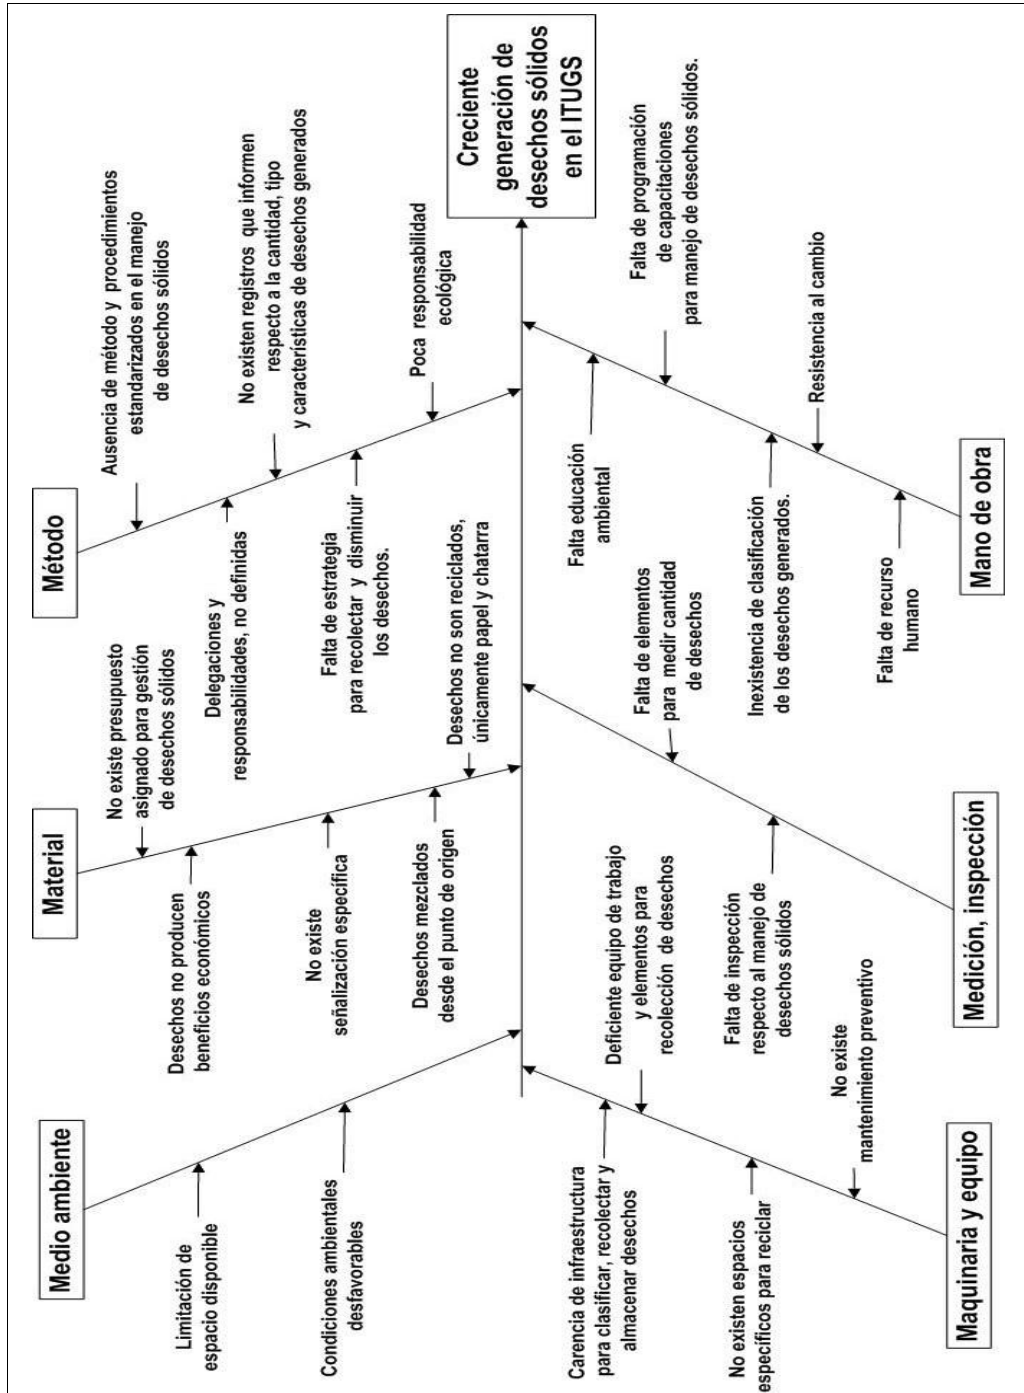 Medio ambiente
Limitación de
espacio disponible
Condiciones ambientales
desfavorables
Material
No existe presupuesto
asignado para gestión
de desechos sólidos
Desechos no producen
beneficios económicos
No existe
señalización específica
Desechos mezclados
desde el punto de origen
Desechos no son reciclados,
únicamente papel y chatarra
Método
Ausencia de método y procedimientos
estandarizados en el manejo
de desechos sólidos
Delegaciones y
responsabilidades, no definidas
No existen registros que informen
respecto a la cantidad, tipo
y características de desechos generados
Falta de estrategia
para recolectar y disminuir
los desechos.
Poca responsabilidad
ecológica
Creciente
generación de
desechos sólidos
en el ITUGS
Maquinaria y equipo
Carencia de infraestructura
para clasificar, recolectar y
almacenar desechos
Deficiente equipo de trabajo
y elementos para
recolección de desechos
No existen espacios
específicos para reciclar
No existe
mantenimiento preventivo
Medición, inspección
Falta de elementos
para medir cantidad
de desechos
Falta de inspección
respecto al manejo de
desechos sólidos
Mano de obra
Falta educación
ambiental
Falta de programación
de capacitaciones
para manejo de desechos sólidos.
Inexistencia de clasificación
de los desechos generados.
Resistencia al cambio
Falta de recurso
humano